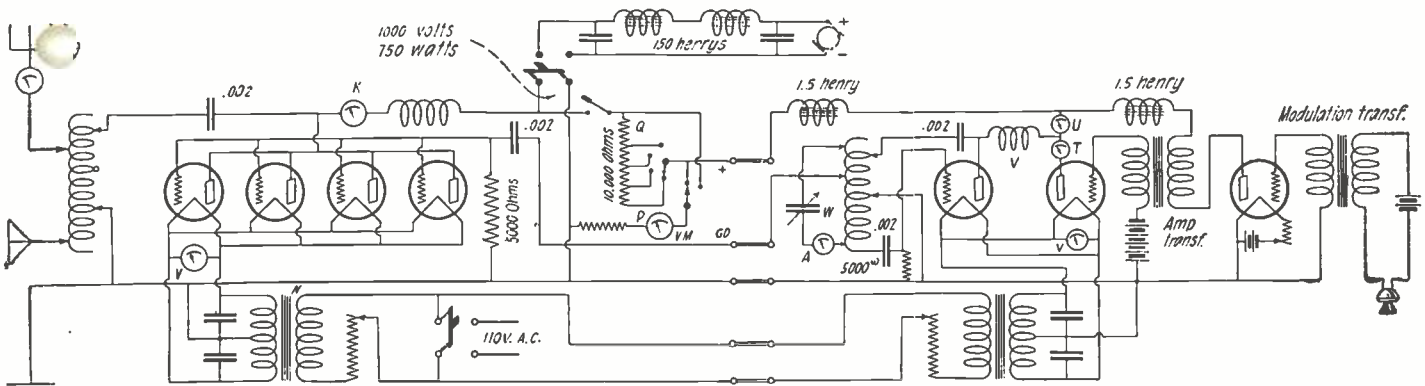 1000 volts
750 watts
150 henrys
+
-
.002
K
.002
Q
10,000 ohms
5000 Ohms
P
VM
+
GD
V
N
110V. A.C.
1.5 henry
.002
W
A
.002
5000 ω
V
U
T
V
1.5 henry
Amp
transf.
Modulation transf.